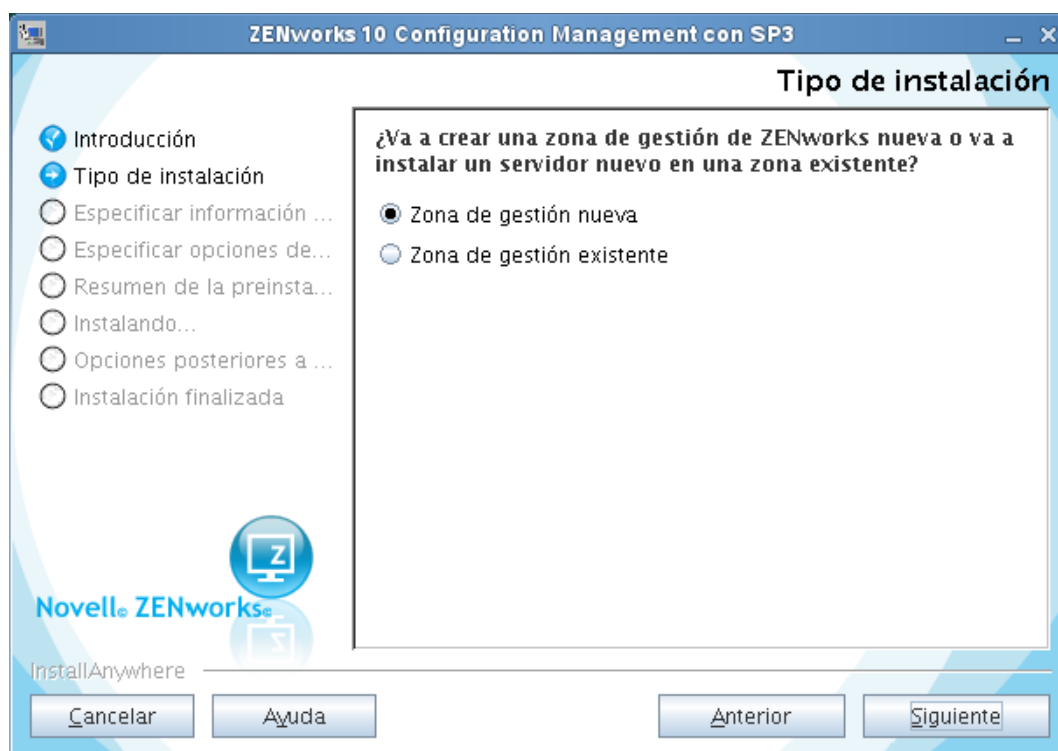 ZENworks 10 Configuration Management con SP3
Tipo de instalación
Introducción
Tipo de instalación
Especificar información ...
Especificar opciones de...
Resumen de la preinsta...
Instalando...
Opciones posteriores a ...
Instalación finalizada
¿Va a crear una zona de gestión de ZENworks nueva o va a
instalar un servidor nuevo en una zona existente?
Zona de gestión nueva
Zona de gestión existente
Z
Novell® ZENworks®
InstallAnywhere
Cancelar
Ayuda
Anterior
Siguiente